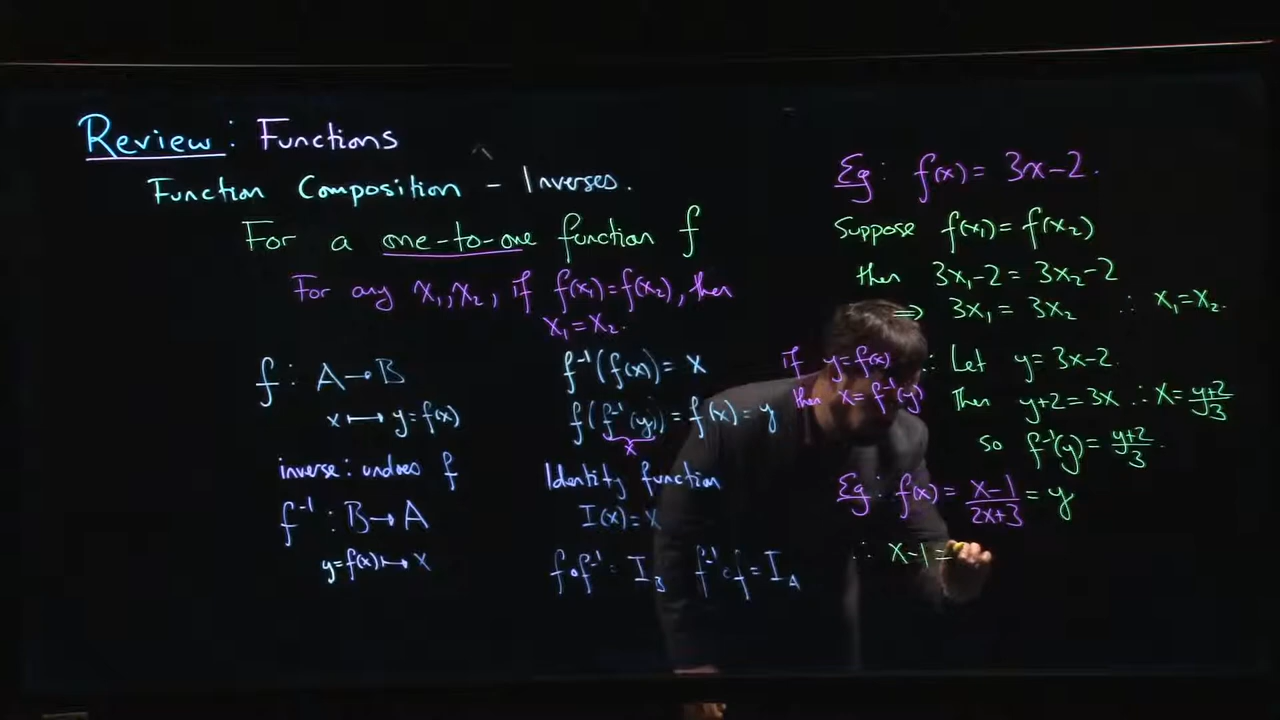 Review: Functions
Function Composition - Inverses.
For a one-to-one function f
For any x₁, x₂, if f(x₁)=f(x₂), then
x₁=x₂.
f: A→B
x ⟼ y=f(x)
inverse: undoes f
f⁻¹: B→A
y=f(x) ⟼ x
f⁻¹(f(x)) = x
f(f⁻¹(y)) = f(x) = y
x
Identity function
I(x)=x
f∘f⁻¹ = I_B f⁻¹∘f = I_A
Eg: f(x) = 3x-2.
Suppose f(x₁)=f(x₂)
then 3x₁-2 = 3x₂-2
⇒ 3x₁ = 3x₂ ∴ x₁=x₂.
If y=f(x)
then x=f⁻¹(y)
∴ Let y=3x-2.
Then y+2=3x ∴ x=(y+2)/3
So f⁻¹(y)=(y+2)/3.
Eg: f(x) = (x-1)/(2x+3) = y
∴ x-1=